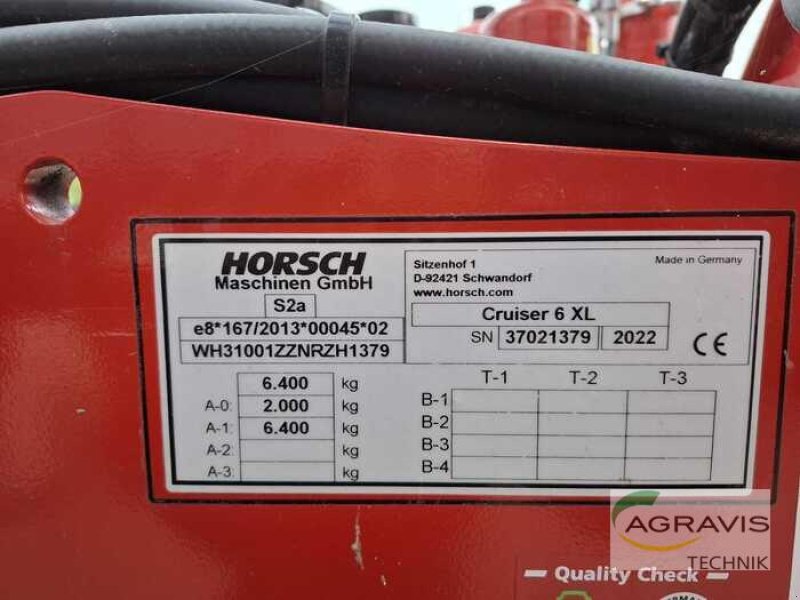 HORSCH
Maschinen GmbH
S2a
e8*167/2013*00045*02
WH31001ZZNRZH1379
Sitzenhof 1
D-92421 Schwandorf
www.horsch.com
Made in Germany
Cruiser 6 XL
SN 37021379 2022
CE
6.400 kg
A-0: 2.000 kg
A-1: 6.400 kg
A-2: kg
A-3: kg
T-1 T-2 T-3
B-1
B-2
B-3
B-4
AGRAVIS
TECHNIK
Quality Check